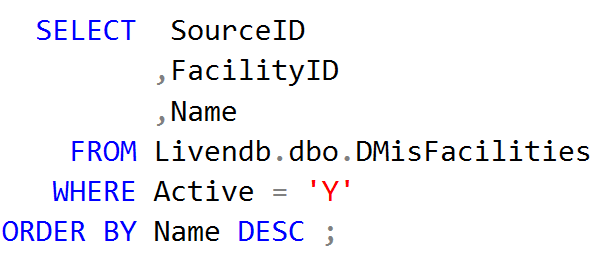 SELECT SourceID
,FacilityID
,Name
FROM Livendb.dbo.DMisFacilities
WHERE Active = 'Y'
ORDER BY Name DESC ;